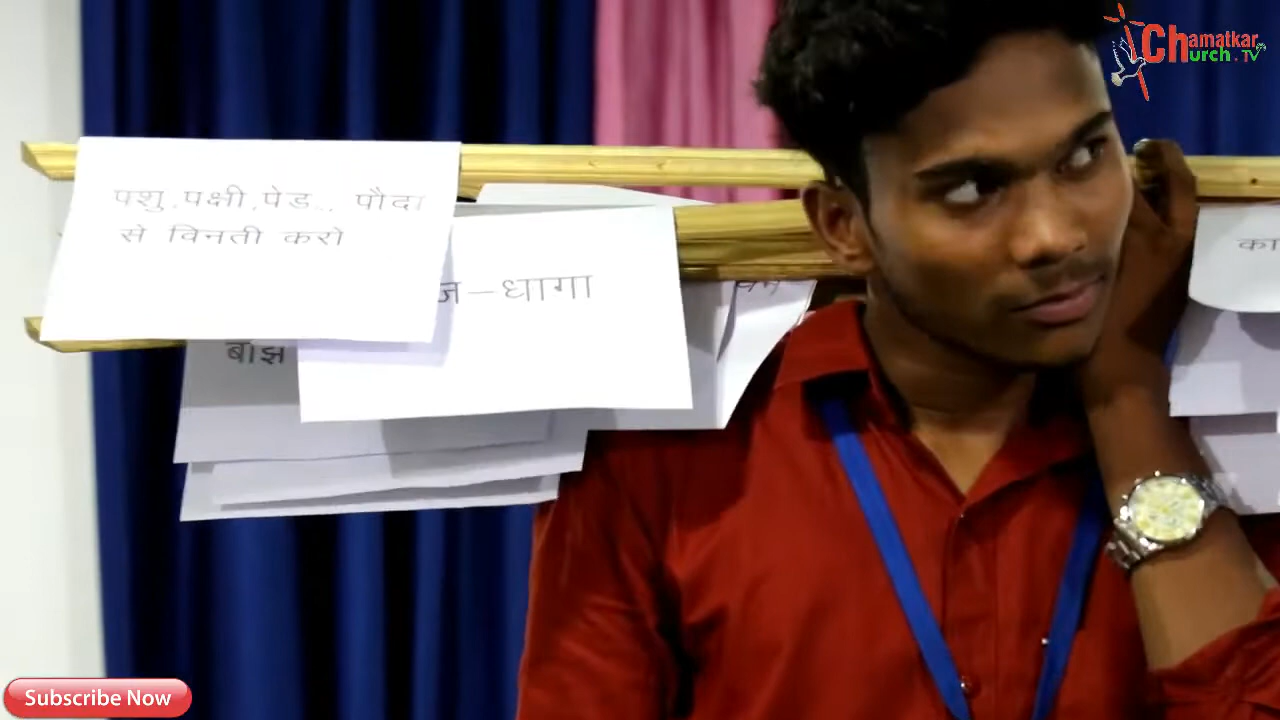 Chamatkar
Church.TV
पशु,पक्षी,पेड.. पौदा
से विनती करो
ज-धागा
बांझ
का
Subscribe Now